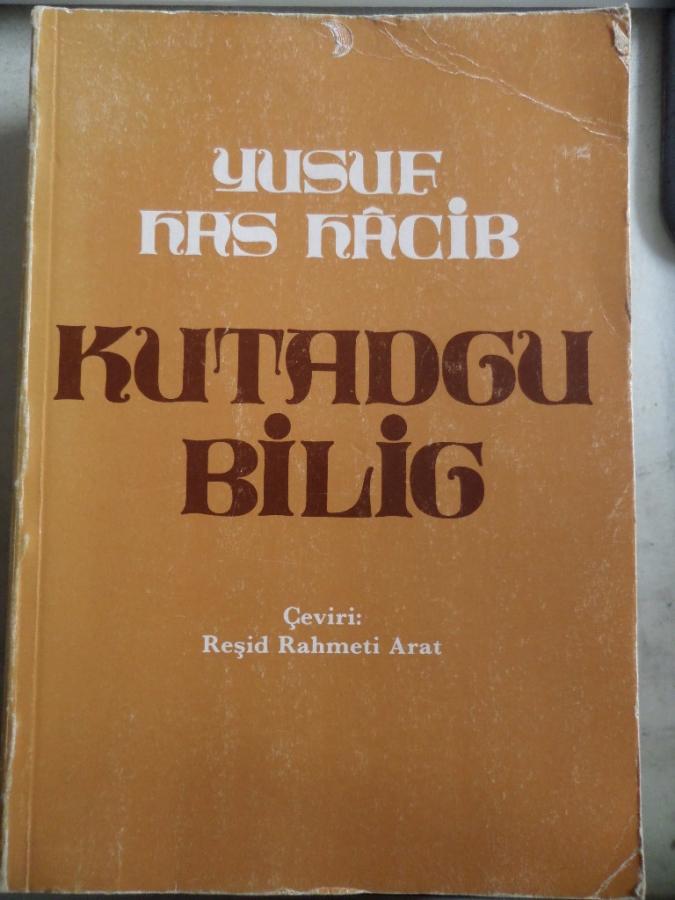 YUSUF
HAS HÂCİB
KUTADGU
BİLİG
Çeviri:
Reşid Rahmeti Arat